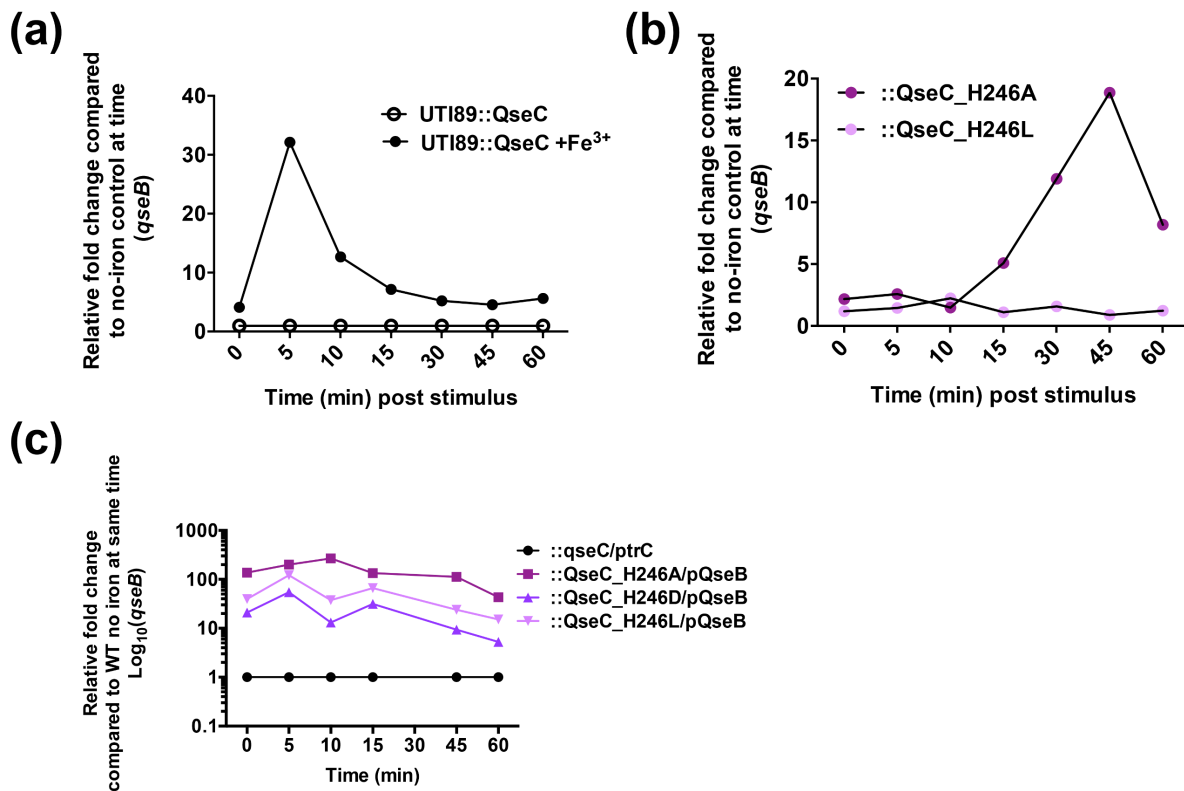 (a)
Relative fold change compared
to no-iron control at time
(qseB)
40
30
20
10
0
0 5 10 15 30 45 60
Time (min) post stimulus
UTI89::QseC
UTI89::QseC +Fe³⁺
(b)
Relative fold change compared
to no-iron control at time
(qseB)
20
15
10
5
0
0 5 10 15 30 45 60
Time (min) post stimulus
::QseC_H246A
::QseC_H246L
(c)
Relative fold change
compared to WT no iron at same time
Log₁₀(qseB)
1000
100
10
1
0.1
0 5 10 15 30 45 60
Time (min)
::qseC/ptrC
::QseC_H246A/pQseB
::QseC_H246D/pQseB
::QseC_H246L/pQseB